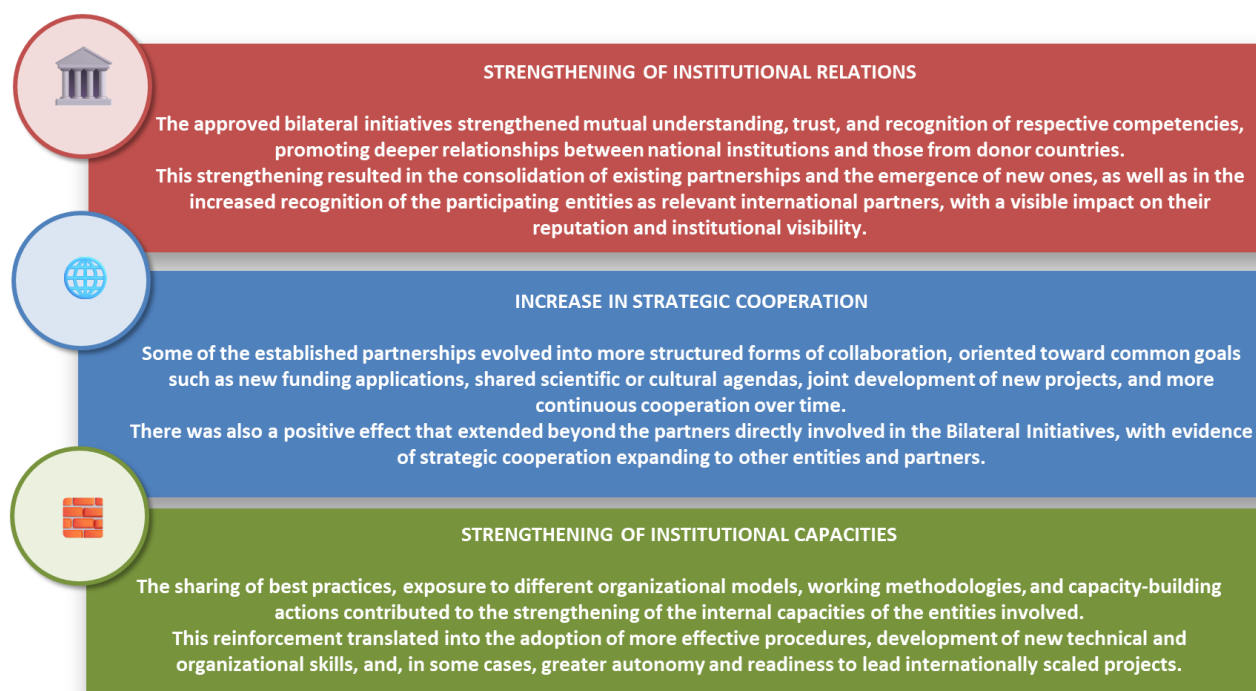 STRENGTHENING OF INSTITUTIONAL RELATIONS
The approved bilateral initiatives strengthened mutual understanding, trust, and recognition of respective competencies,
promoting deeper relationships between national institutions and those from donor countries.
This strengthening resulted in the consolidation of existing partnerships and the emergence of new ones, as well as in the
increased recognition of the participating entities as relevant international partners, with a visible impact on their
reputation and institutional visibility.
INCREASE IN STRATEGIC COOPERATION
Some of the established partnerships evolved into more structured forms of collaboration, oriented toward common goals
such as new funding applications, shared scientific or cultural agendas, joint development of new projects, and more
continuous cooperation over time.
There was also a positive effect that extended beyond the partners directly involved in the Bilateral Initiatives, with evidence
of strategic cooperation expanding to other entities and partners.
STRENGTHENING OF INSTITUTIONAL CAPACITIES
The sharing of best practices, exposure to different organizational models, working methodologies, and capacity-building
actions contributed to the strengthening of the internal capacities of the entities involved.
This reinforcement translated into the adoption of more effective procedures, development of new technical and
organizational skills, and, in some cases, greater autonomy and readiness to lead internationally scaled projects.